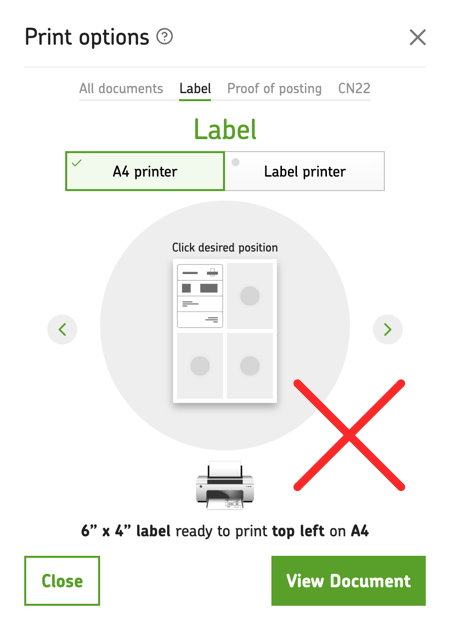 Print options ?
All documents Label Proof of posting CN22
Label
A4 printer Label printer
Click desired position
6” x 4” label ready to print top left on A4
Close View Document